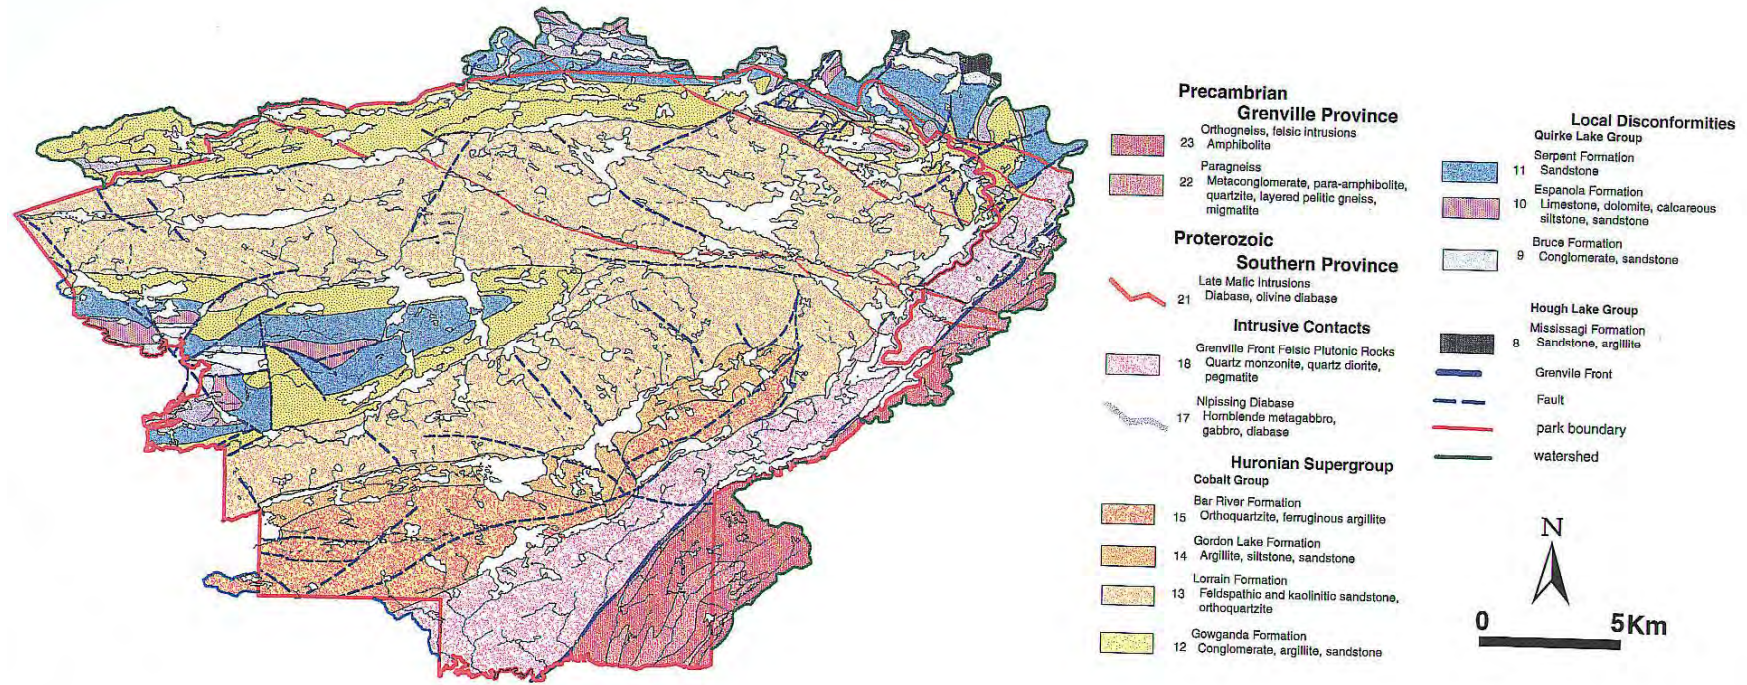 Precambrian
Grenville Province
23 Orthogneiss, felsic intrusions
Amphibolite
Paragneiss
22 Metaconglomerate, para-amphibolite,
quartzite, layered pelitic gneiss,
migmatite
Proterozoic
Southern Province
Late Mafic Intrusions
21 Diabase, olivine diabase
Intrusive Contacts
Grenville Front Felsic Plutonic Rocks
18 Quartz monzonite, quartz diorite,
pegmatite
Nipissing Diabase
17 Hornblende metagabbro,
gabbro, diabase
Huronian Supergroup
Cobalt Group
Bar River Formation
15 Orthoquartzite, ferruginous argillite
Gordon Lake Formation
14 Argillite, siltstone, sandstone
Lorrain Formation
13 Feldspathic and kaolinitic sandstone,
orthoquartzite
Gowganda Formation
12 Conglomerate, argillite, sandstone
Local Disconformities
Quirke Lake Group
Serpent Formation
11 Sandstone
Espanola Formation
10 Limestone, dolomite, calcareous
siltstone, sandstone
Bruce Formation
9 Conglomerate, sandstone
Hough Lake Group
Mississagi Formation
8 Sandstone, argillite
Grenvile Front
Fault
park boundary
watershed
N
0 5Km